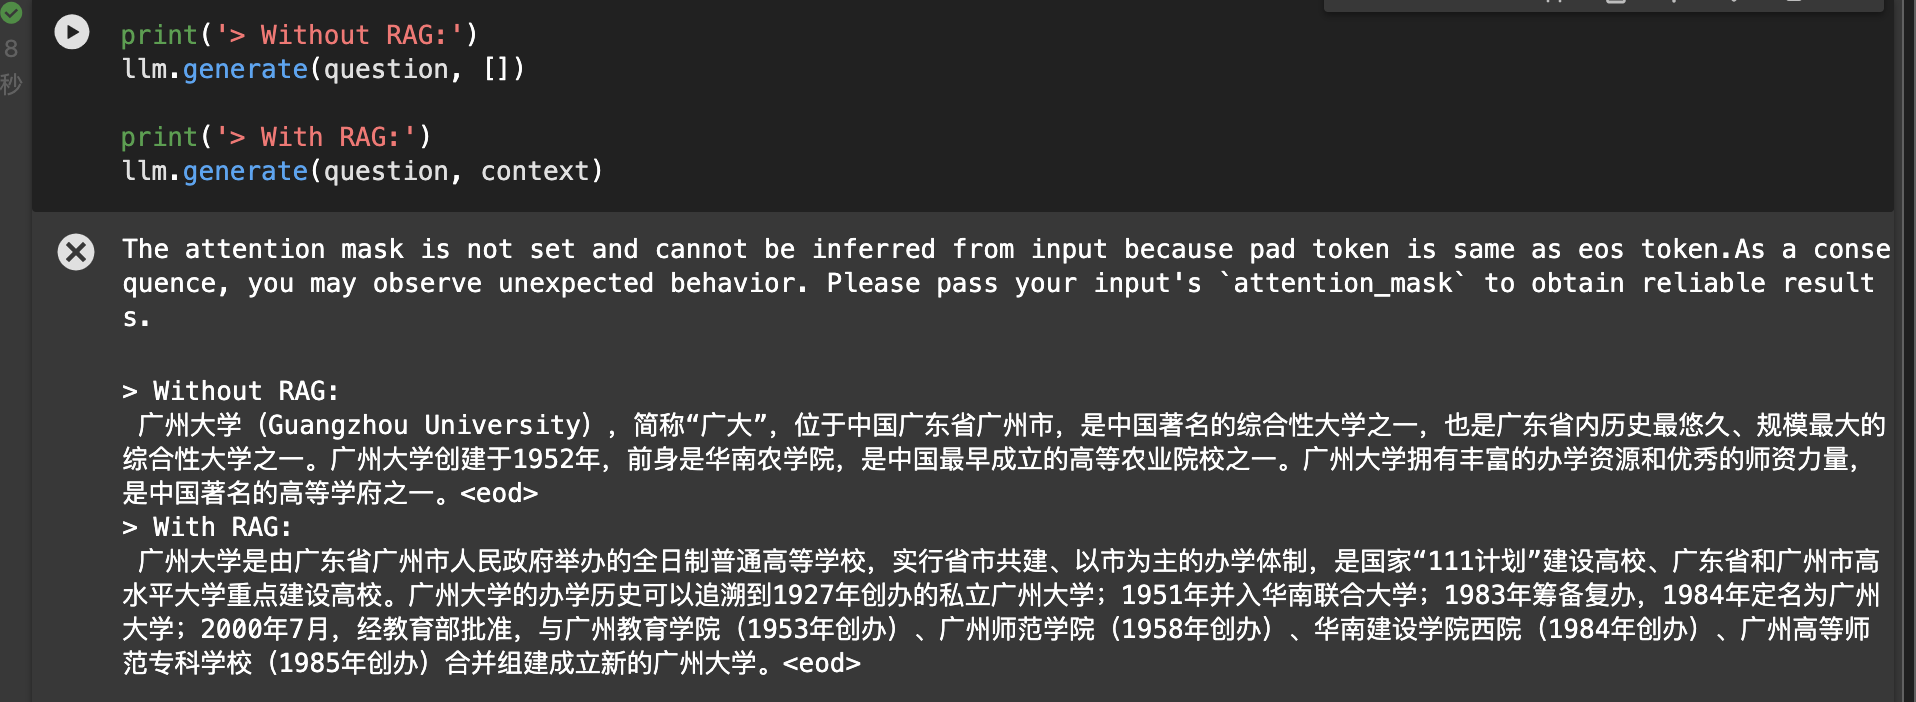 8
秒
print('> Without RAG:')
llm.generate(question, [])
print('> With RAG:')
llm.generate(question, context)
The attention mask is not set and cannot be inferred from input because pad token is same as eos token.As a conse
quence, you may observe unexpected behavior. Please pass your input's `attention_mask` to obtain reliable result
s.
> Without RAG:
广州大学（Guangzhou University），简称“广大”，位于中国广东省广州市，是中国著名的综合性大学之一，也是广东省内历史最悠久、规模最大的
综合性大学之一。广州大学创建于1952年，前身是华南农学院，是中国最早成立的高等农业院校之一。广州大学拥有丰富的办学资源和优秀的师资力量，
是中国著名的高等学府之一。<eod>
> With RAG:
广州大学是由广东省广州市人民政府举办的全日制普通高等学校，实行省市共建、以市为主的办学体制，是国家“111计划”建设高校、广东省和广州市高
水平大学重点建设高校。广州大学的办学历史可以追溯到1927年创办的私立广州大学；1951年并入华南联合大学；1983年筹备复办，1984年定名为广州
大学；2000年7月，经教育部批准，与广州教育学院（1953年创办）、广州师范学院（1958年创办）、华南建设学院西院（1984年创办）、广州高等师
范专科学校（1985年创办）合并组建成立新的广州大学。<eod>